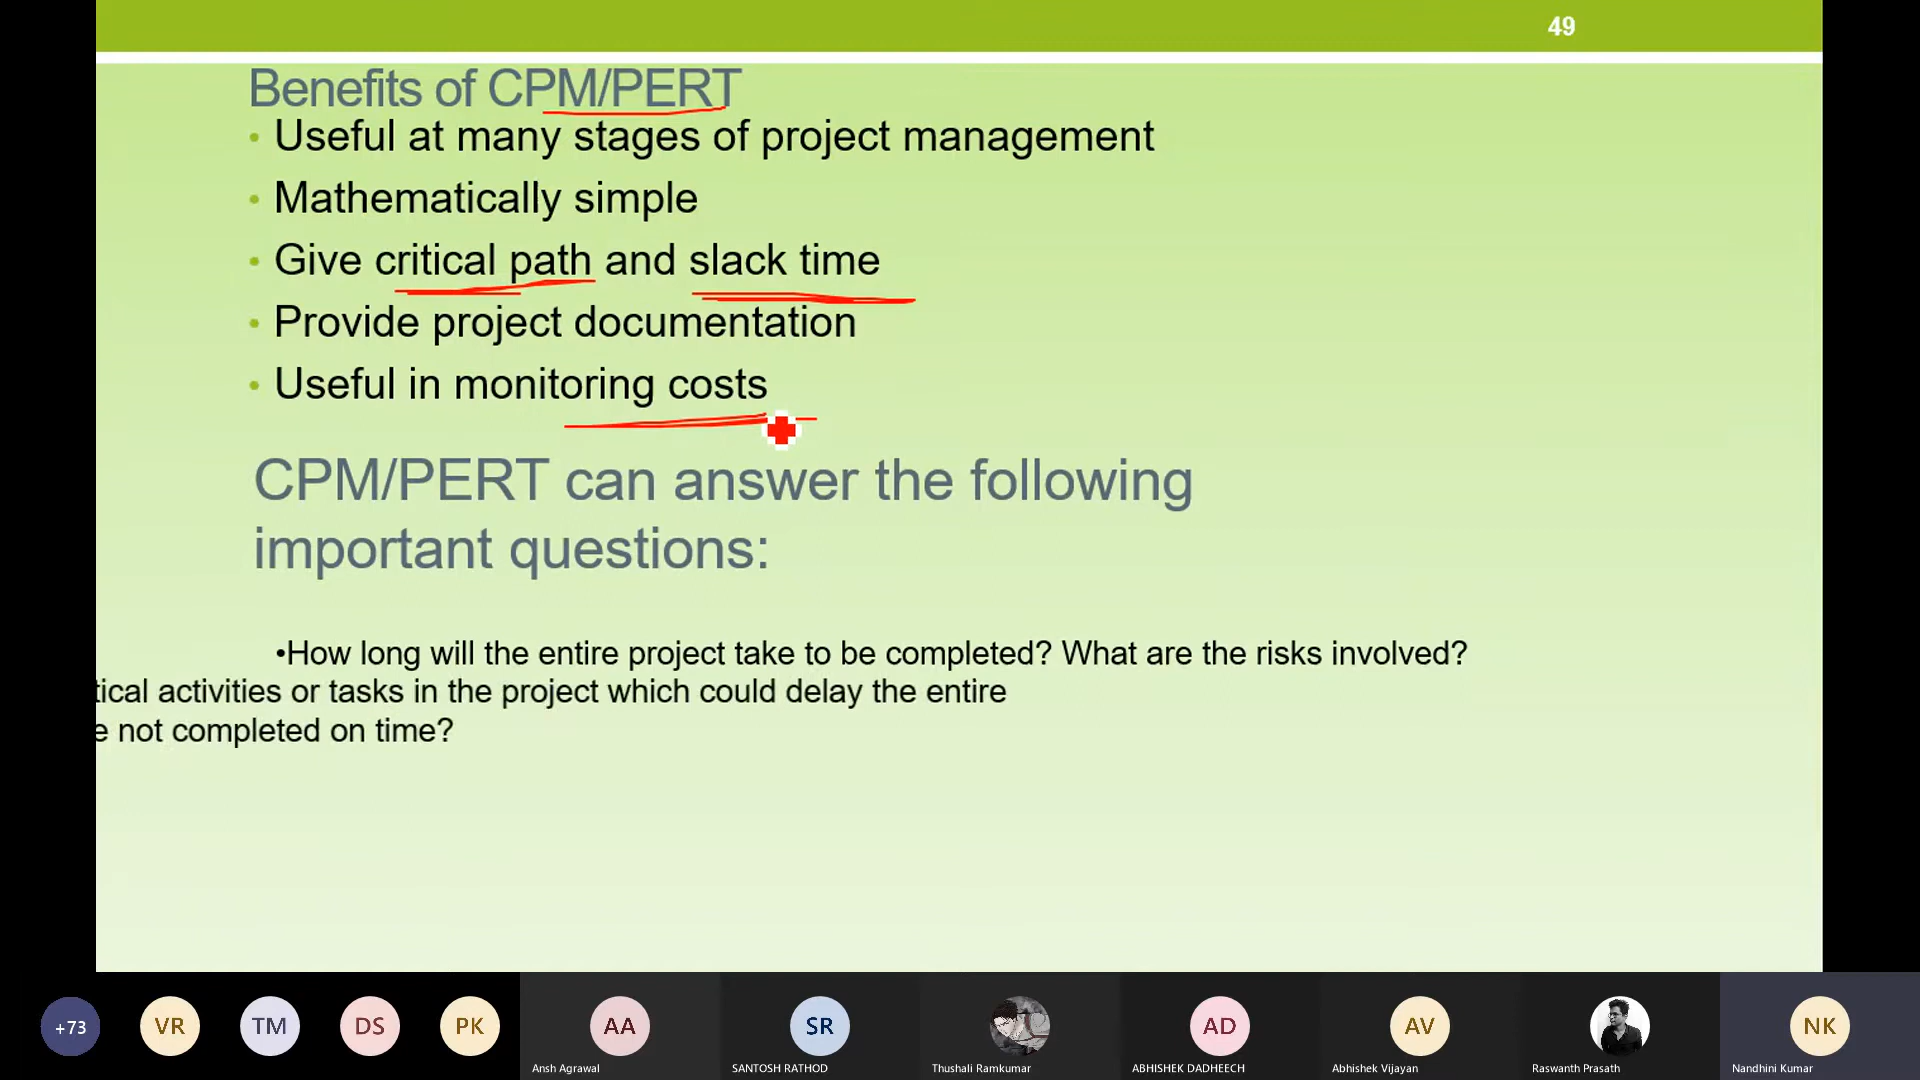 49
Benefits of CPM/PERT
• Useful at many stages of project management
• Mathematically simple
• Give critical path and slack time
• Provide project documentation
• Useful in monitoring costs
CPM/PERT can answer the following
important questions:
•How long will the entire project take to be completed? What are the risks involved?
tical activities or tasks in the project which could delay the entire
e not completed on time?
+73 VR TM DS PK AA SR AD AV NK
Ansh Agrawal SANTOSH RATHOD Thushali Ramkumar ABHISHEK DADHEECH Abhishek Vijayan Raswanth Prasath Nandhini Kumar